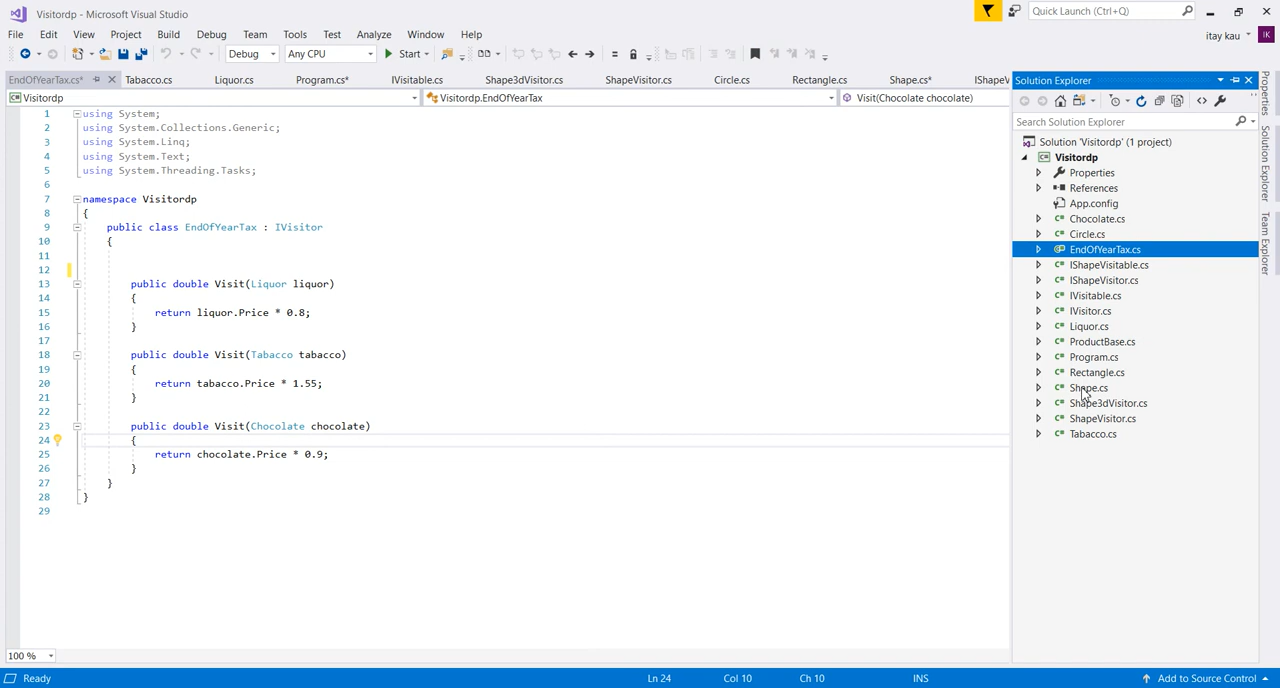 Visitordp - Microsoft Visual Studio
Quick Launch (Ctrl+Q)
File Edit View Project Build Debug Team Tools Test Analyze Window Help
itay kau IK
Debug Any CPU Start
EndOfYearTax.cs* Tabacco.cs Liquor.cs Program.cs* IVisitable.cs Shape3dVisitor.cs ShapeVisitor.cs Circle.cs Rectangle.cs Shape.cs* IShapeV
Visitordp Visitordp.EndOfYearTax Visit(Chocolate chocolate)
1 using System;
2 using System.Collections.Generic;
3 using System.Linq;
4 using System.Text;
5 using System.Threading.Tasks;
6
7 namespace Visitordp
8 {
9 public class EndOfYearTax : IVisitor
10 {
11
12
13 public double Visit(Liquor liquor)
14 {
15 return liquor.Price * 0.8;
16 }
17
18 public double Visit(Tabacco tabacco)
19 {
20 return tabacco.Price * 1.55;
21 }
22
23 public double Visit(Chocolate chocolate)
24 {
25 return chocolate.Price * 0.9;
26 }
27 }
28 }
29
100 %
Solution Explorer
Search Solution Explorer
Solution 'Visitordp' (1 project)
Visitordp
Properties
References
App.config
Chocolate.cs
Circle.cs
EndOfYearTax.cs
IShapeVisitable.cs
IShapeVisitor.cs
IVisitable.cs
IVisitor.cs
Liquor.cs
ProductBase.cs
Program.cs
Rectangle.cs
Shape.cs
Shape3dVisitor.cs
ShapeVisitor.cs
Tabacco.cs
Properties
Solution Explorer
Team Explorer
Ready Ln 24 Col 10 Ch 10 INS Add to Source Control